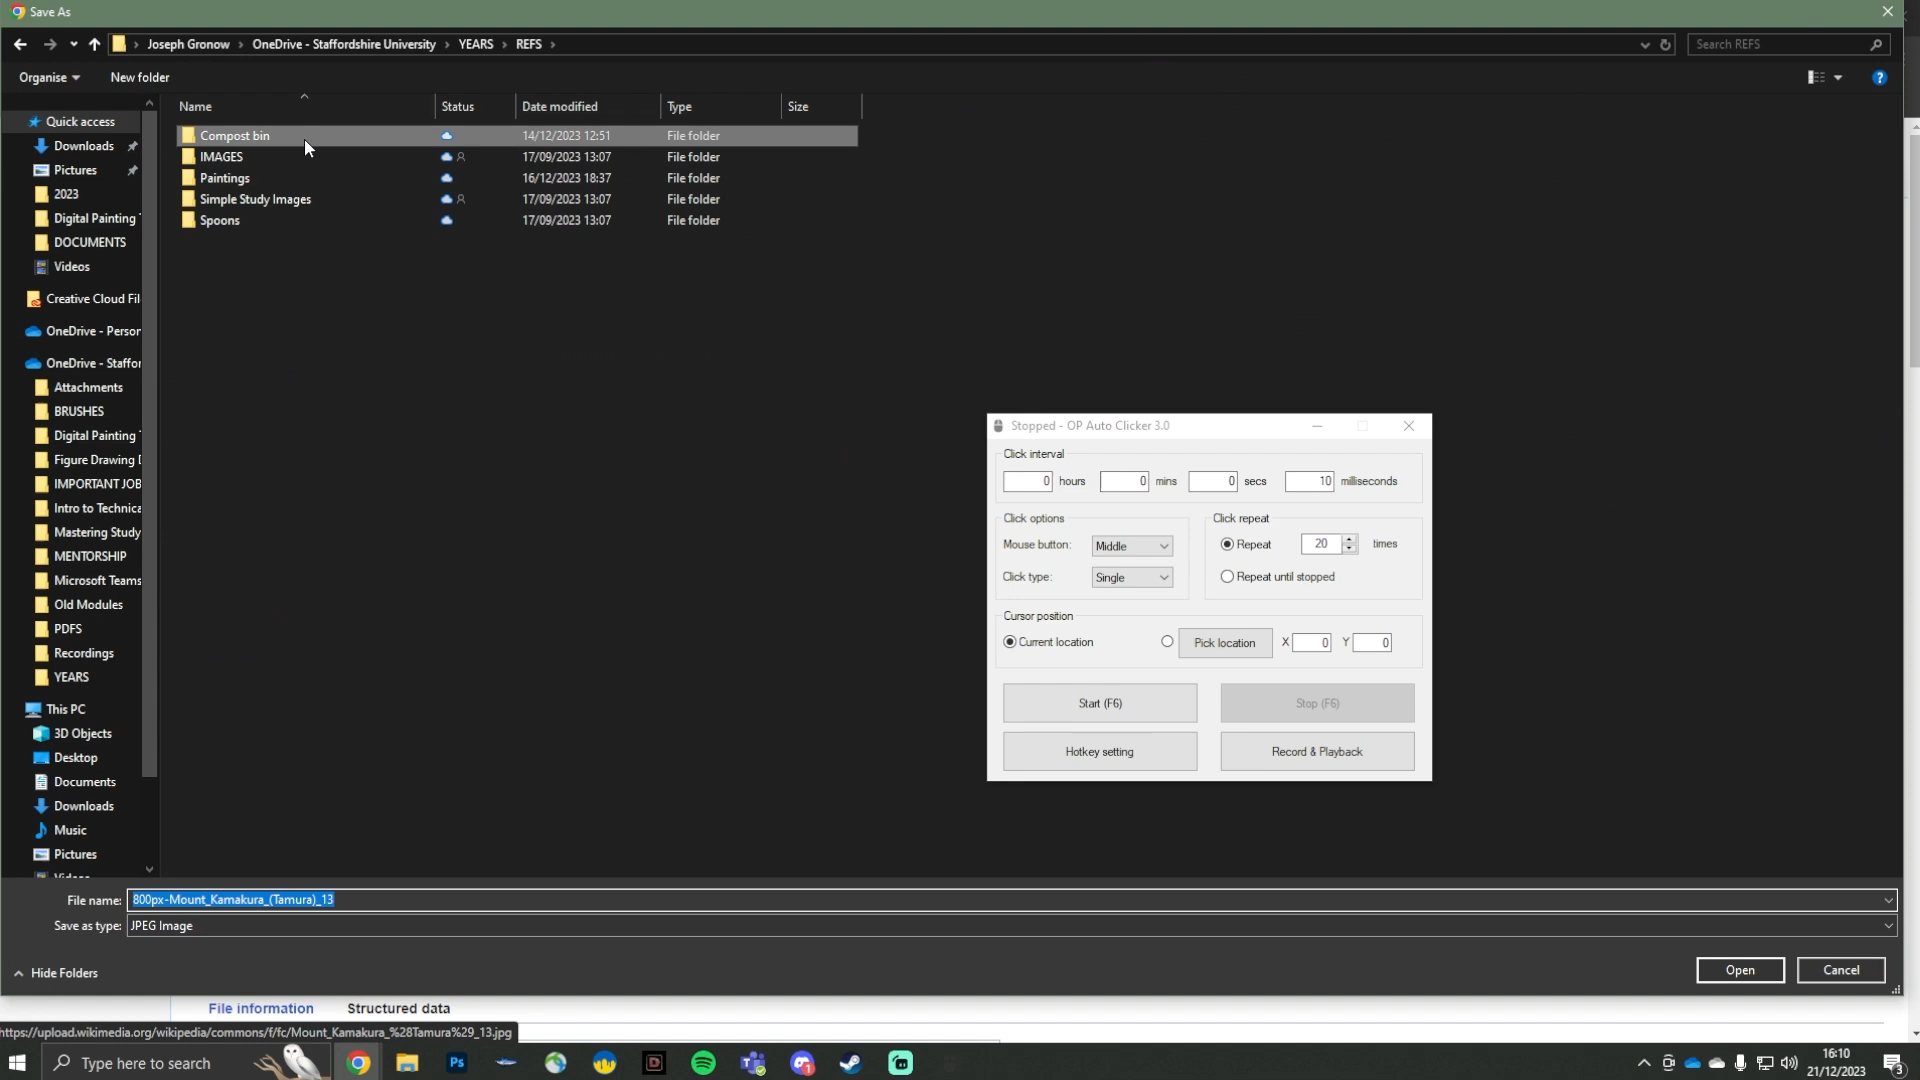 Save As
Joseph Gronow › OneDrive - Staffordshire University › YEARS › REFS ›
Search REFS
Organise
New folder
Name Status Date modified Type Size
Quick access
Downloads
Pictures
2023
Digital Painting
DOCUMENTS
Videos
Creative Cloud Fil
OneDrive - Person
OneDrive - Staffor
Attachments
BRUSHES
Digital Painting
Figure Drawing
IMPORTANT JOB
Intro to Technica
Mastering Study
MENTORSHIP
Microsoft Teams
Old Modules
PDFS
Recordings
YEARS
This PC
3D Objects
Desktop
Documents
Downloads
Music
Pictures
Videos
Compost bin 14/12/2023 12:51 File folder
IMAGES 17/09/2023 13:07 File folder
Paintings 16/12/2023 18:37 File folder
Simple Study Images 17/09/2023 13:07 File folder
Spoons 17/09/2023 13:07 File folder
Stopped - OP Auto Clicker 3.0
Click interval
0 hours 0 mins 0 secs 10 milliseconds
Click options
Mouse button: Middle
Click type: Single
Click repeat
Repeat 20 times
Repeat until stopped
Cursor position
Current location
Pick location X 0 Y 0
Start (F6)
Stop (F6)
Hotkey setting
Record & Playback
File name: 800px-Mount_Kamakura_(Tamura)_13
Save as type: JPEG Image
Hide Folders
Open
Cancel
File information
Structured data
https://upload.wikimedia.org/wikipedia/commons/f/fc/Mount_Kamakura_%28Tamura%29_13.jpg
Type here to search
Ps
1
16:10
21/12/2023
3